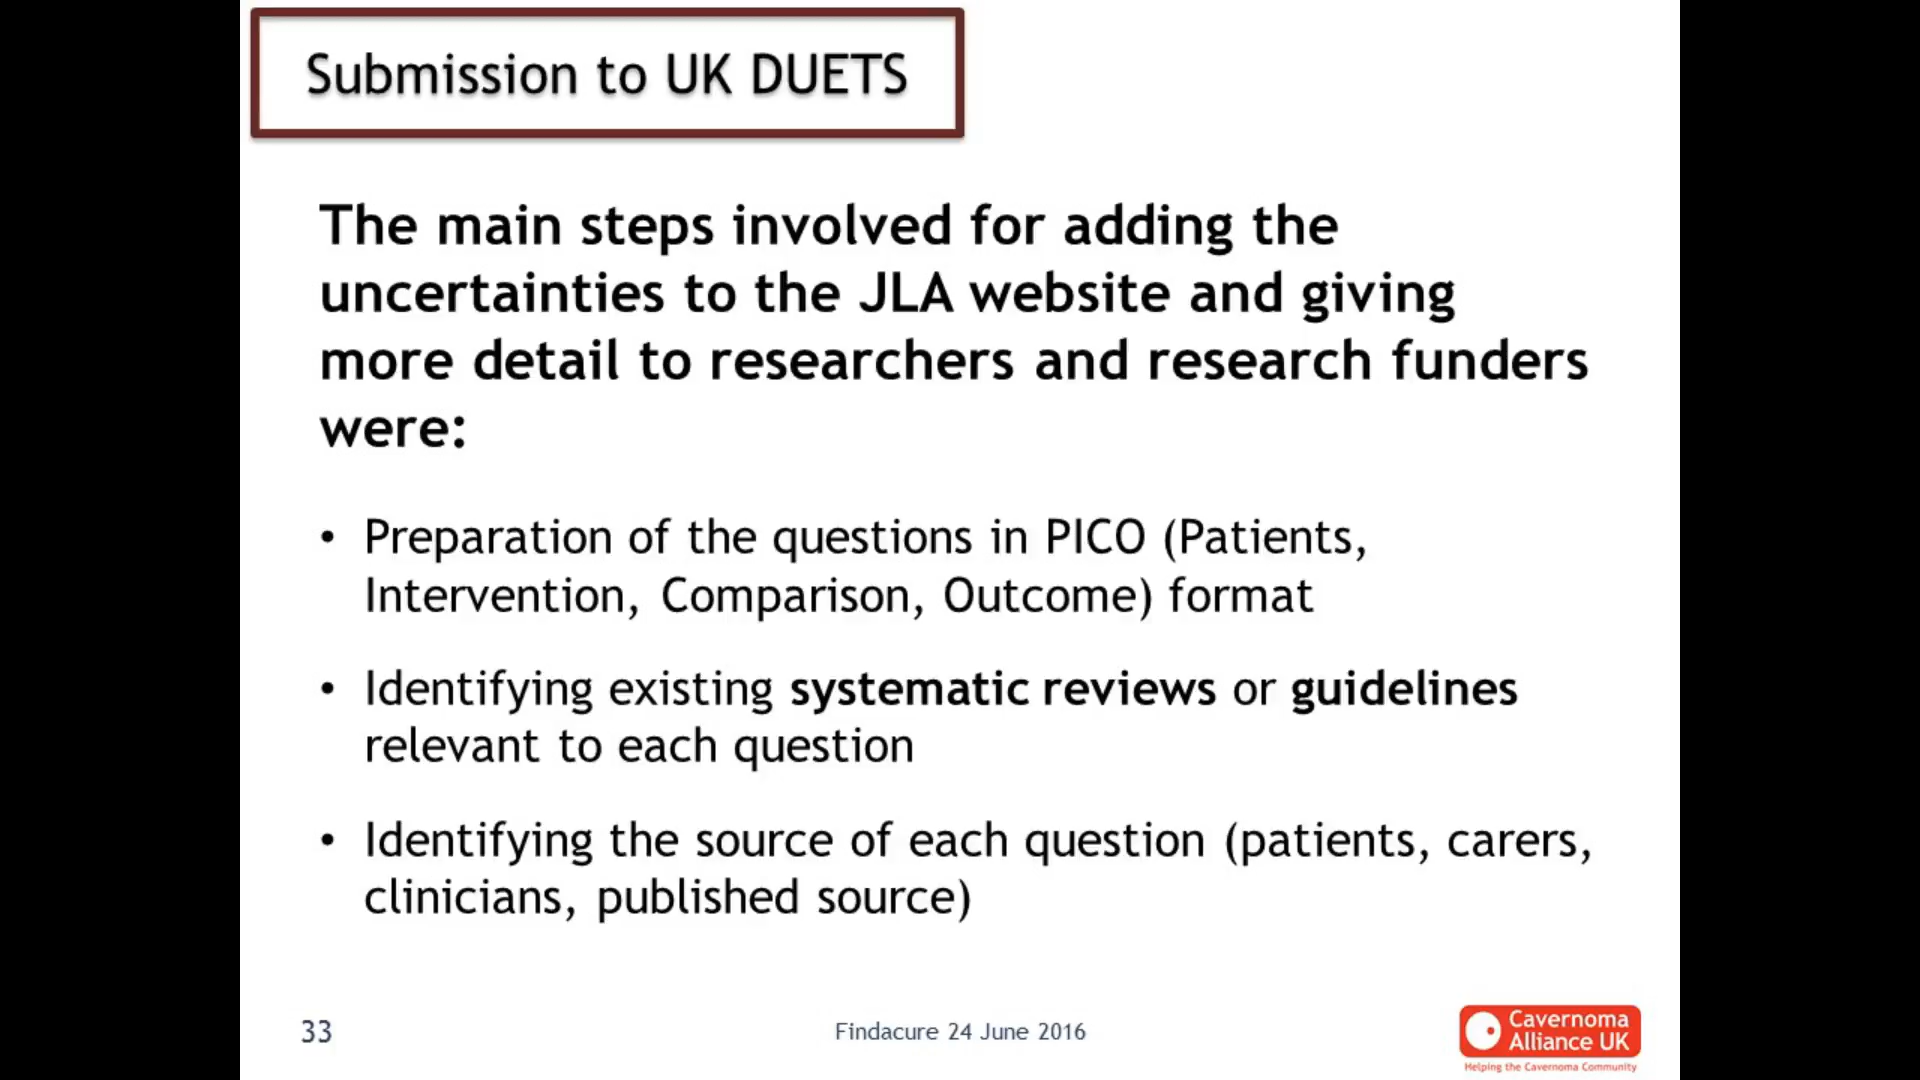 Submission to UK DUETS
The main steps involved for adding the
uncertainties to the JLA website and giving
more detail to researchers and research funders
were:
• Preparation of the questions in PICO (Patients,
Intervention, Comparison, Outcome) format
• Identifying existing systematic reviews or guidelines
relevant to each question
• Identifying the source of each question (patients, carers,
clinicians, published source)
33
Findacure 24 June 2016
Cavernoma
Alliance UK
Helping the Cavernoma Community